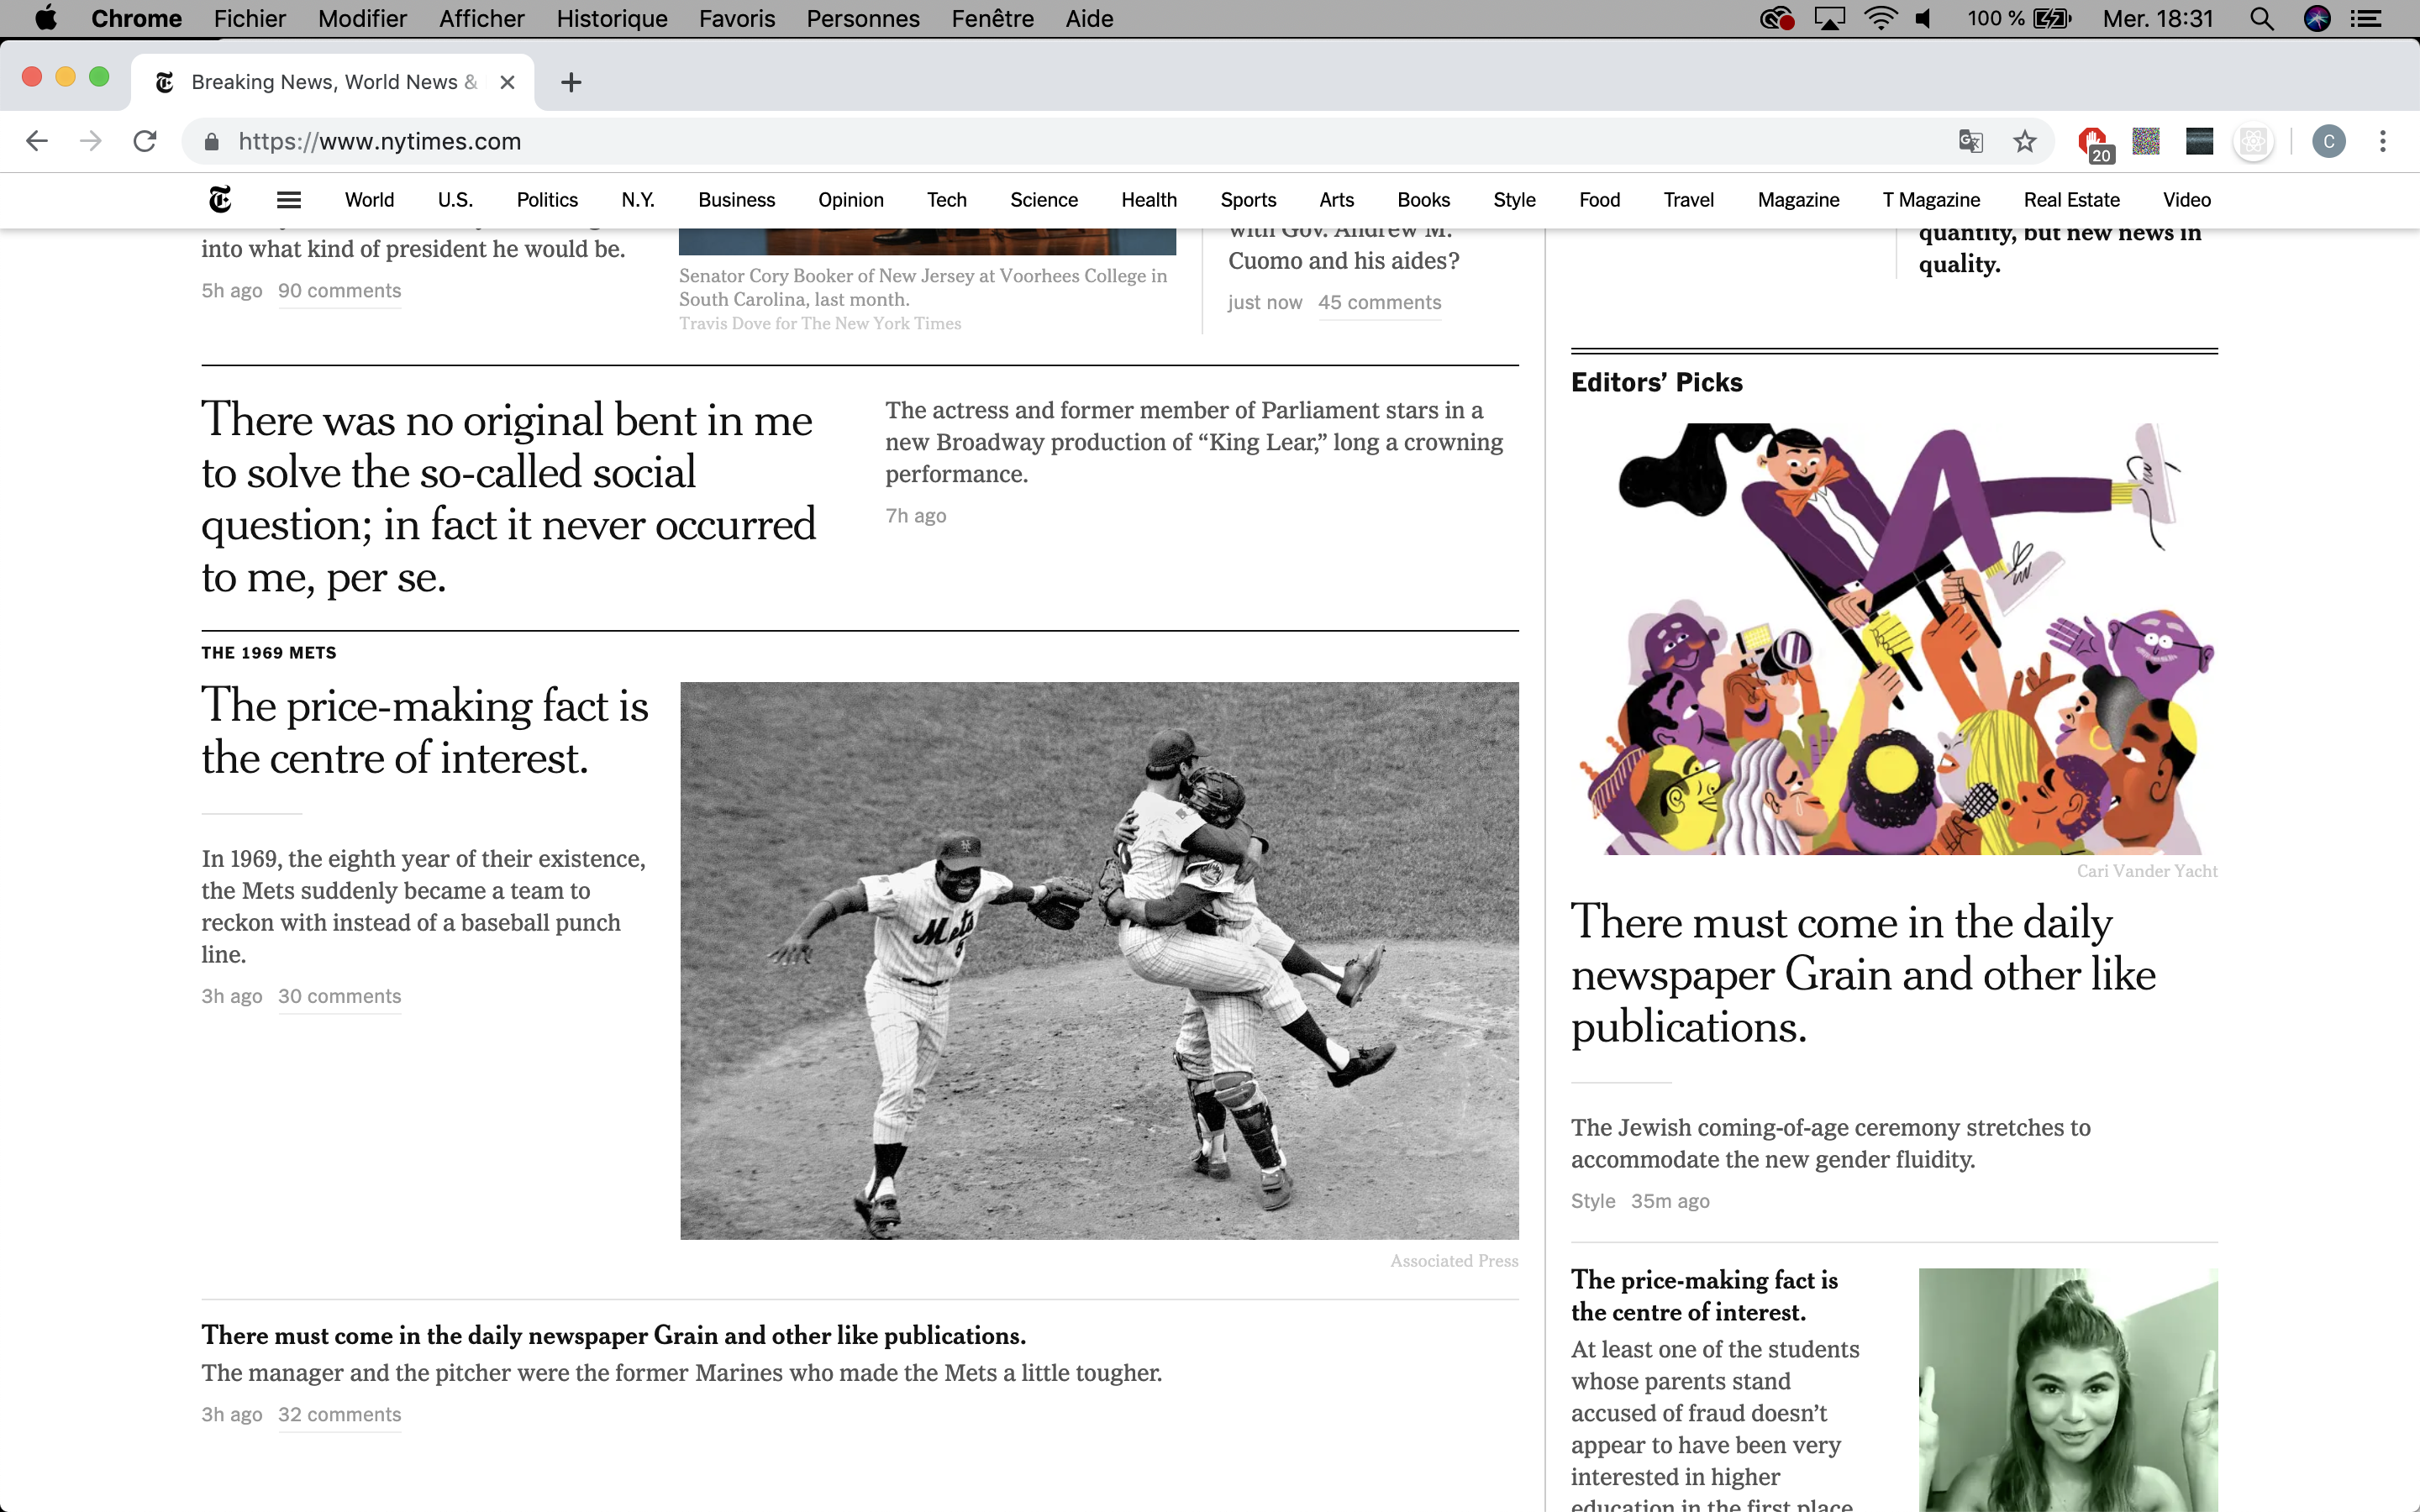 Chrome Fichier Modifier Afficher Historique Favoris Personnes Fenêtre Aide
100 % Mer. 18:31
Breaking News, World News &
https://www.nytimes.com
20
C
World U.S. Politics N.Y. Business Opinion Tech Science Health Sports Arts Books Style Food Travel Magazine T Magazine Real Estate Video
into what kind of president he would be.
5h ago 90 comments
Senator Cory Booker of New Jersey at Voorhees College in
South Carolina, last month.
Travis Dove for The New York Times
with Gov. Andrew M.
Cuomo and his aides?
just now 45 comments
quantity, but new news in
quality.
There was no original bent in me
to solve the so-called social
question; in fact it never occurred
to me, per se.
The actress and former member of Parliament stars in a
new Broadway production of “King Lear,” long a crowning
performance.
7h ago
THE 1969 METS
The price-making fact is
the centre of interest.
In 1969, the eighth year of their existence,
the Mets suddenly became a team to
reckon with instead of a baseball punch
line.
3h ago 30 comments
Mets
Associated Press
There must come in the daily newspaper Grain and other like publications.
The manager and the pitcher were the former Marines who made the Mets a little tougher.
3h ago 32 comments
Editors’ Picks
Cari Vander Yacht
There must come in the daily
newspaper Grain and other like
publications.
The Jewish coming-of-age ceremony stretches to
accommodate the new gender fluidity.
Style 35m ago
The price-making fact is
the centre of interest.
At least one of the students
whose parents stand
accused of fraud doesn’t
appear to have been very
interested in higher
education in the first place